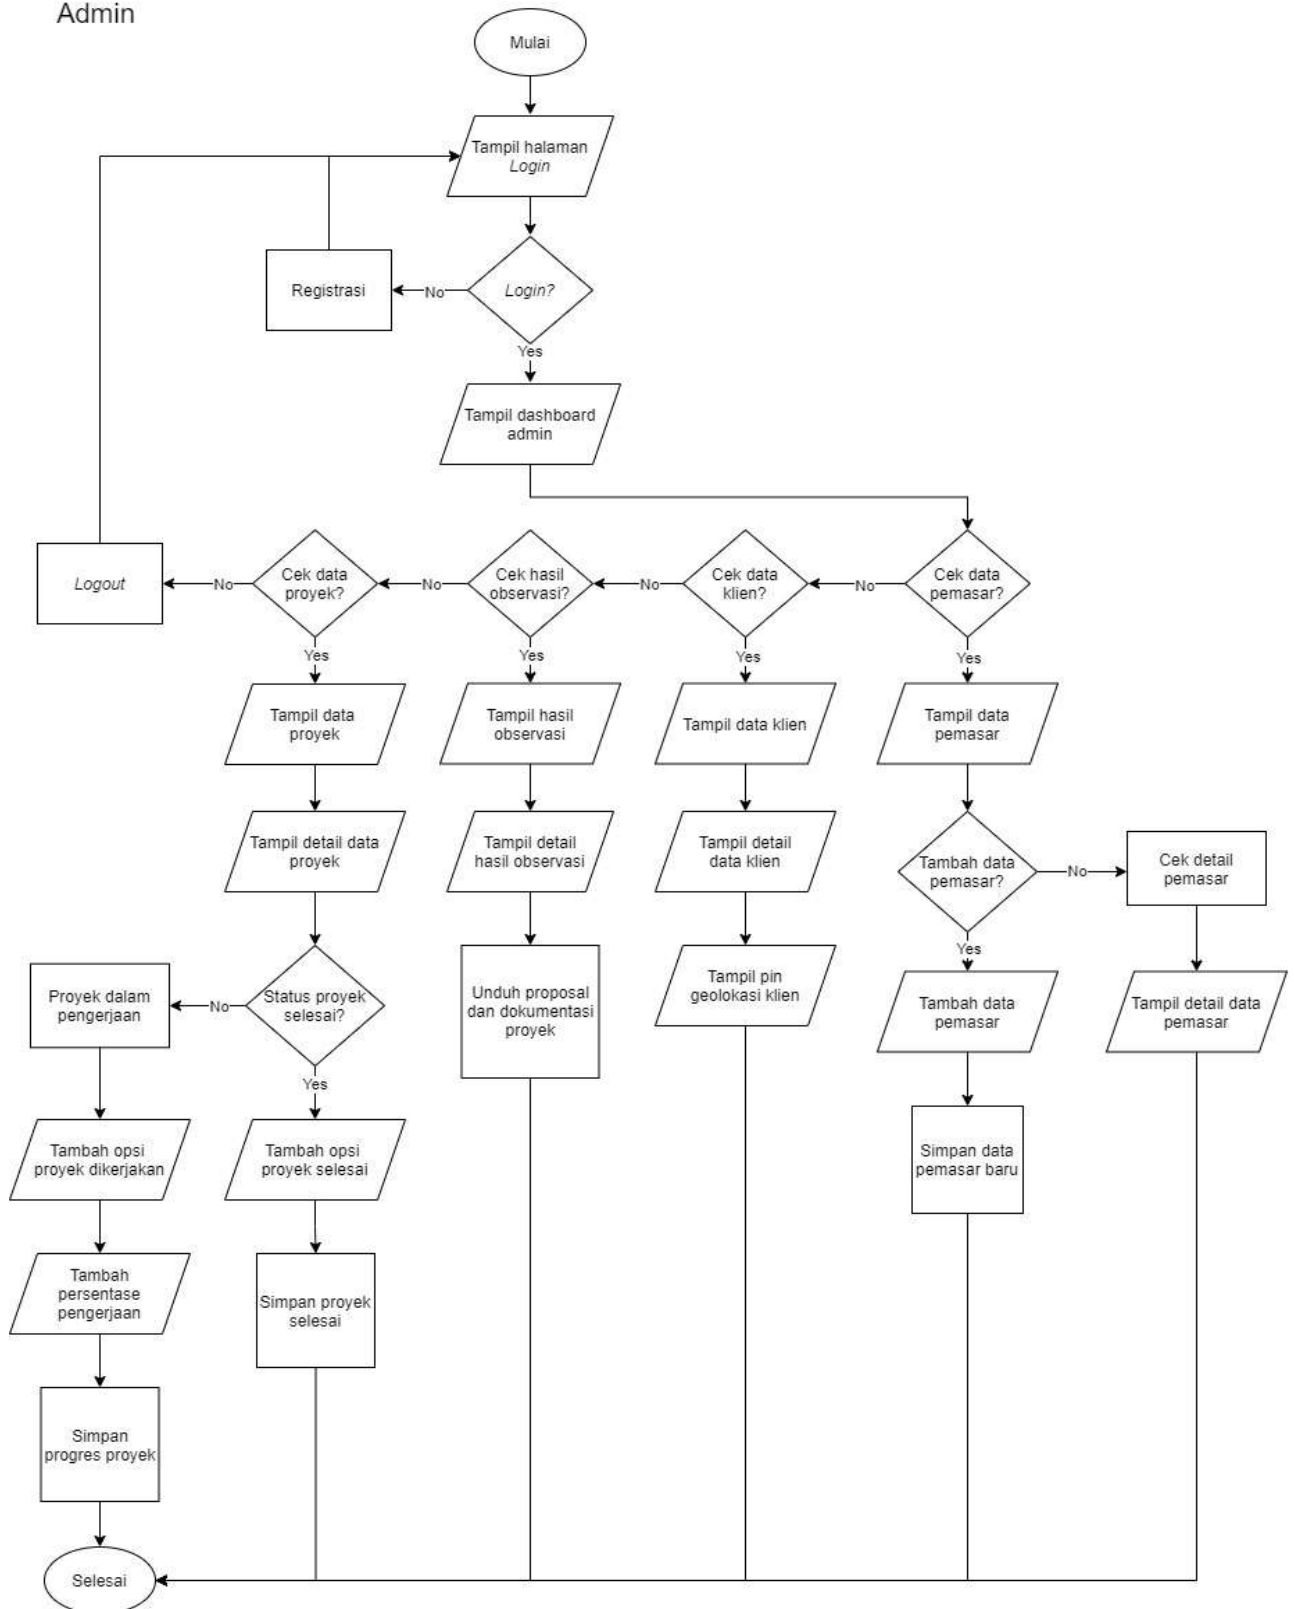 Admin
Mulai
Tampil halaman
Login
Registrasi
No
Login?
Yes
Tampil dashboard
admin
Logout
No
Cek data
proyek?
No
Cek hasil
observasi?
No
Cek data
klien?
No
Cek data
pemasar?
Yes
Yes
Yes
Yes
Tampil data
proyek
Tampil hasil
observasi
Tampil data klien
Tampil data
pemasar
Tampil detail data
proyek
Tampil detail
hasil observasi
Tampil detail
data klien
Tambah data
pemasar?
No
Cek detail
pemasar
Yes
Proyek dalam
pengerjaan
No
Status proyek
selesai?
Unduh proposal
dan dokumentasi
proyek
Tampil pin
geolokasi klien
Tambah data
pemasar
Tampil detail data
pemasar
Yes
Tambah opsi
proyek dikerjakan
Tambah opsi
proyek selesai
Simpan data
pemasar baru
Tambah
persentase
pengerjaan
Simpan proyek
selesai
Simpan
progres proyek
Selesai